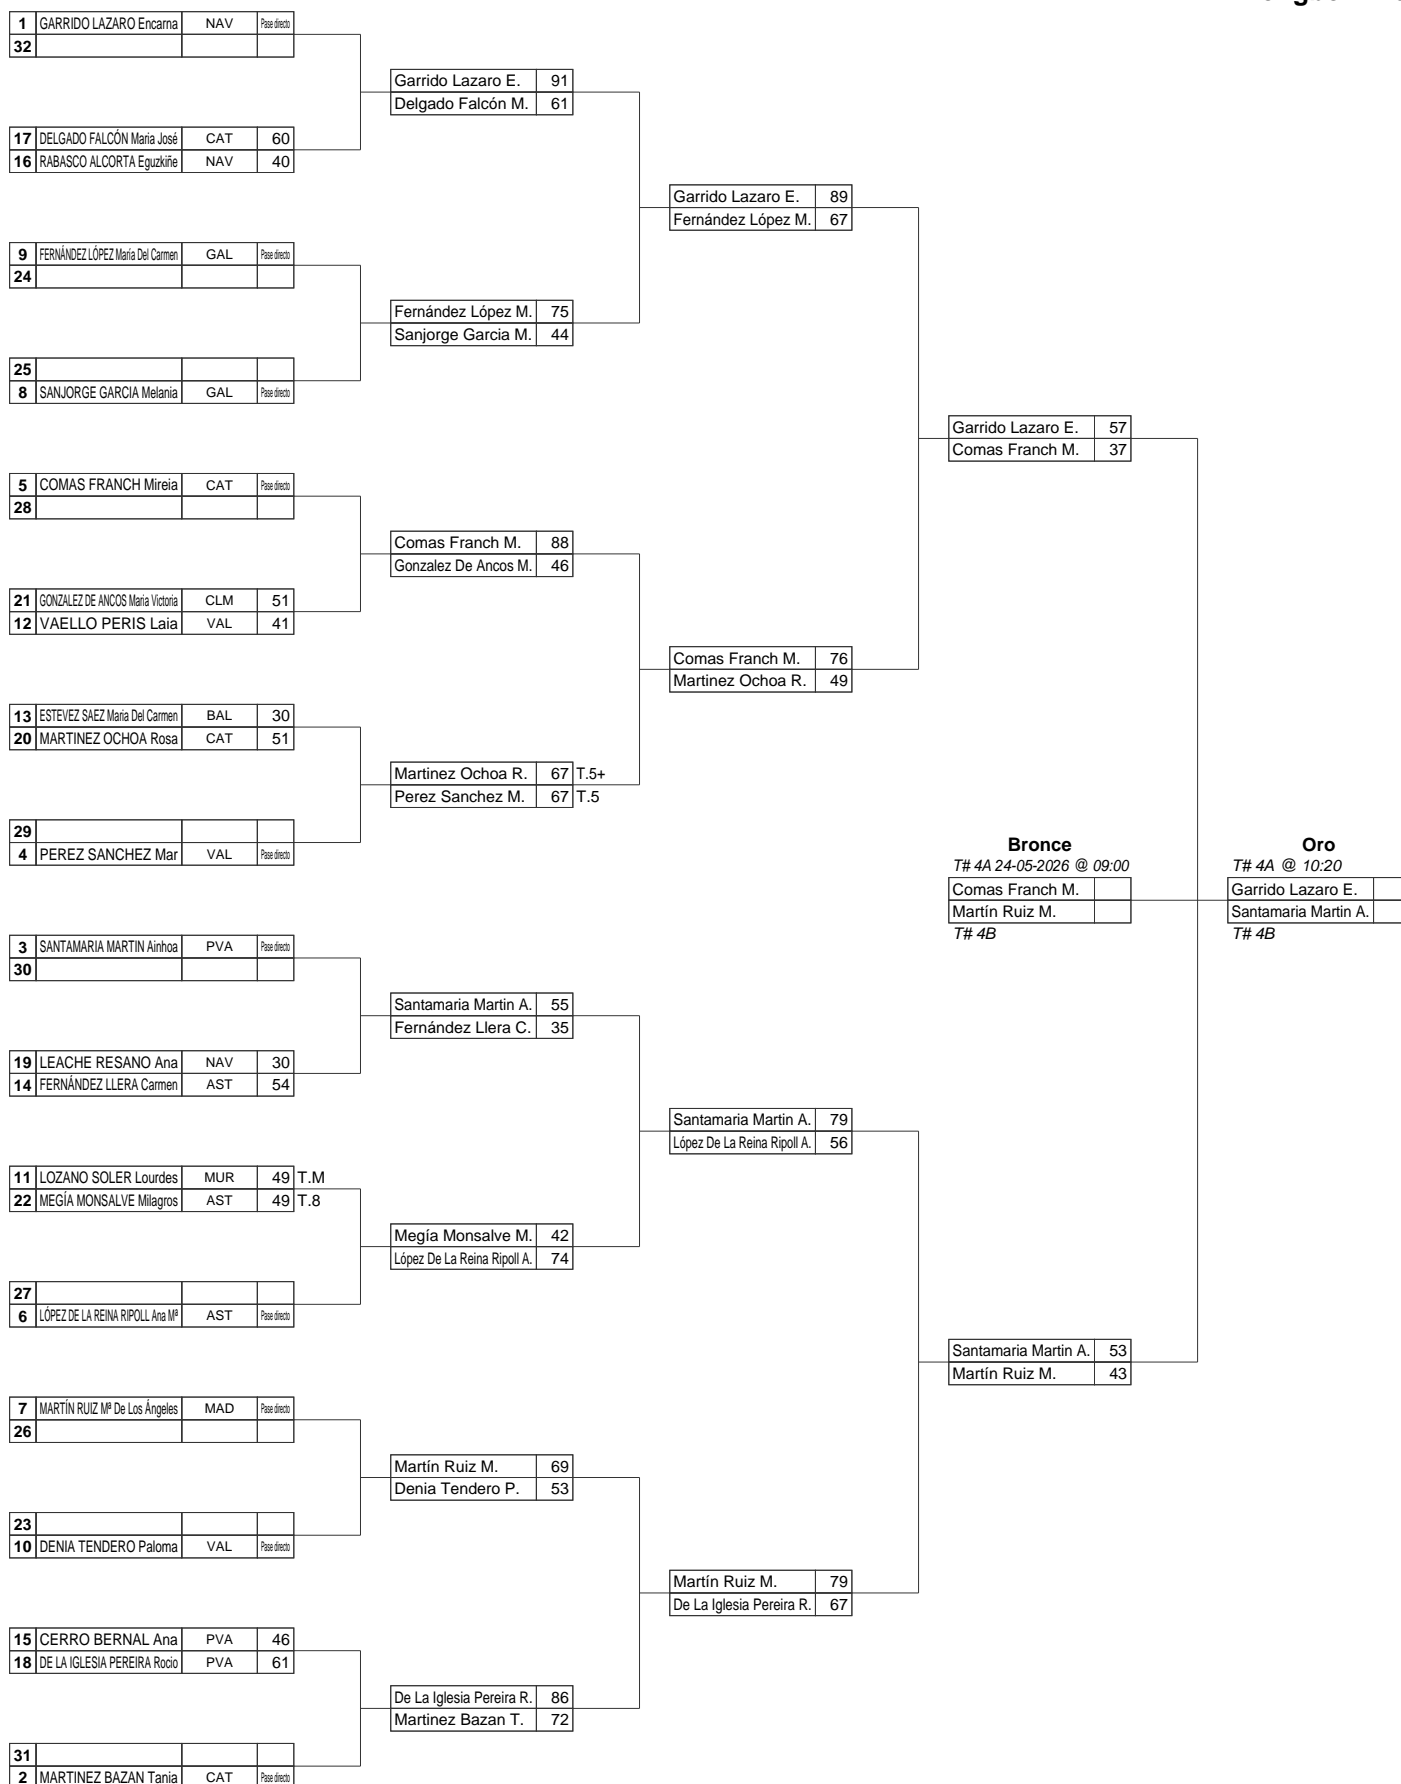 1 GARRIDO LAZARO Encarna NAV Pase directo
32
Garrido Lazaro E. 91
Delgado Falcón M. 61
17 DELGADO FALCÓN Maria José CAT 60
16 RABASCO ALCORTA Eguzkiñe NAV 40
Garrido Lazaro E. 89
Fernández López M. 67
9 FERNÁNDEZ LÓPEZ María Del Carmen GAL Pase directo
24
Fernández López M. 75
Sanjorge Garcia M. 44
25
8 SANJORGE GARCIA Melania GAL Pase directo
Garrido Lazaro E. 57
Comas Franch M. 37
5 COMAS FRANCH Mireia CAT Pase directo
28
Comas Franch M. 88
Gonzalez De Ancos M. 46
21 GONZALEZ DE ANCOS Maria Victoria CLM 51
12 VAELLO PERIS Laia VAL 41
Comas Franch M. 76
Martinez Ochoa R. 49
13 ESTEVEZ SAEZ Maria Del Carmen BAL 30
20 MARTINEZ OCHOA Rosa CAT 51
Martinez Ochoa R. 67 T.5+
Perez Sanchez M. 67 T.5
29
4 PEREZ SANCHEZ Mar VAL Pase directo
Bronce Oro
T# 4A 24-05-2026 @ 09:00 T# 4A @ 10:20
Comas Franch M. Garrido Lazaro E.
Martín Ruiz M. Santamaria Martin A.
T# 4B T# 4B
3 SANTAMARIA MARTIN Ainhoa PVA Pase directo
30
Santamaria Martin A. 55
Fernández Llera C. 35
19 LEACHE RESANO Ana NAV 30
14 FERNÁNDEZ LLERA Carmen AST 54
Santamaria Martin A. 79
López De La Reina Ripoll A. 56
11 LOZANO SOLER Lourdes MUR 49 T.M
22 MEGÍA MONSALVE Milagros AST 49 T.8
Megía Monsalve M. 42
López De La Reina Ripoll A. 74
27
6 LÓPEZ DE LA REINA RIPOLL Ana Mª AST Pase directo
Santamaria Martin A. 53
Martín Ruiz M. 43
7 MARTÍN RUIZ Mª De Los Ángeles MAD Pase directo
26
Martín Ruiz M. 69
Denia Tendero P. 53
23
10 DENIA TENDERO Paloma VAL Pase directo
Martín Ruiz M. 79
De La Iglesia Pereira R. 67
15 CERRO BERNAL Ana PVA 46
18 DE LA IGLESIA PEREIRA Rocio PVA 61
De La Iglesia Pereira R. 86
Martinez Bazan T. 72
31
2 MARTINEZ BAZAN Tania CAT Pase directo